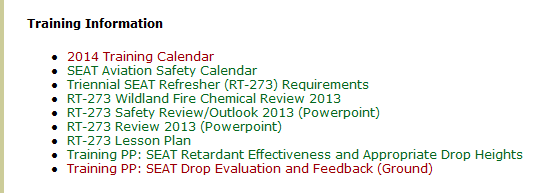 Training Information
2014 Training Calendar
SEAT Aviation Safety Calendar
Triennial SEAT Refresher (RT-273) Requirements
RT-273 Wildland Fire Chemical Review 2013
RT-273 Safety Review/Outlook 2013 (Powerpoint)
RT-273 Review 2013 (Powerpoint)
RT-273 Lesson Plan
Training PP: SEAT Retardant Effectiveness and Appropriate Drop Heights
Training PP: SEAT Drop Evaluation and Feedback (Ground)